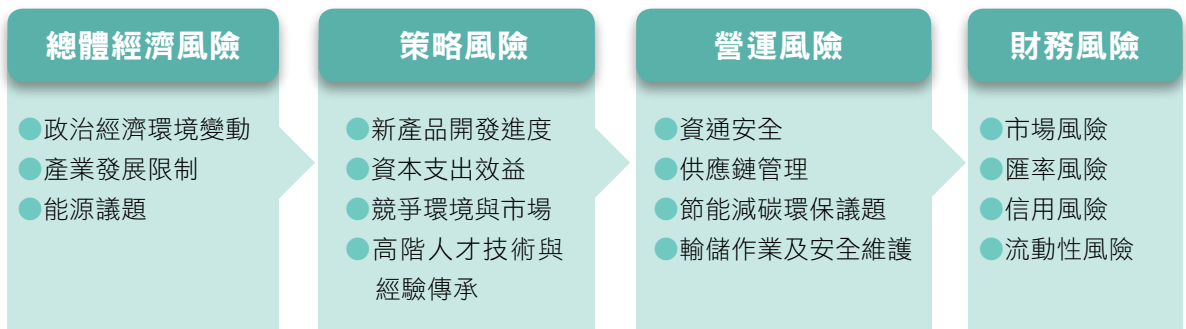 總體經濟風險
●政治經濟環境變動
●產業發展限制
●能源議題
策略風險
●新產品開發進度
●資本支出效益
●競爭環境與市場
●高階人才技術與
經驗傳承
營運風險
●資通安全
●供應鏈管理
●節能減碳環保議題
●輸儲作業及安全維護
財務風險
●市場風險
●匯率風險
●信用風險
●流動性風險